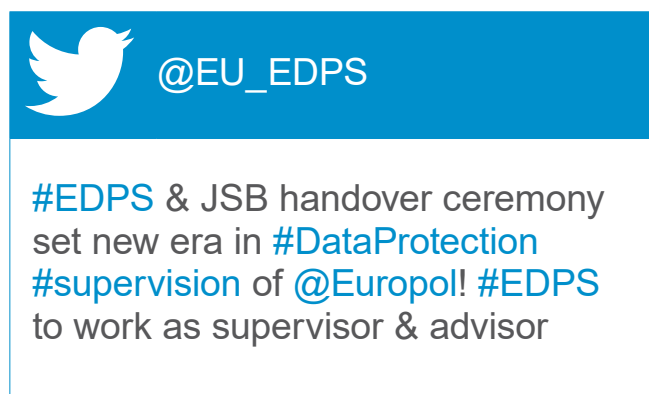 @EU_EDPS
#EDPS & JSB handover ceremony
set new era in #DataProtection
#supervision of @Europol! #EDPS
to work as supervisor & advisor